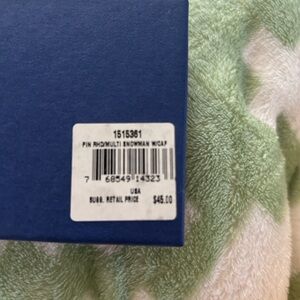 1515361
PIN RHD/MULTI SNOWMAN W/CAP
7 68549 14323
USA
SUGG. RETAIL PRICE $45.00